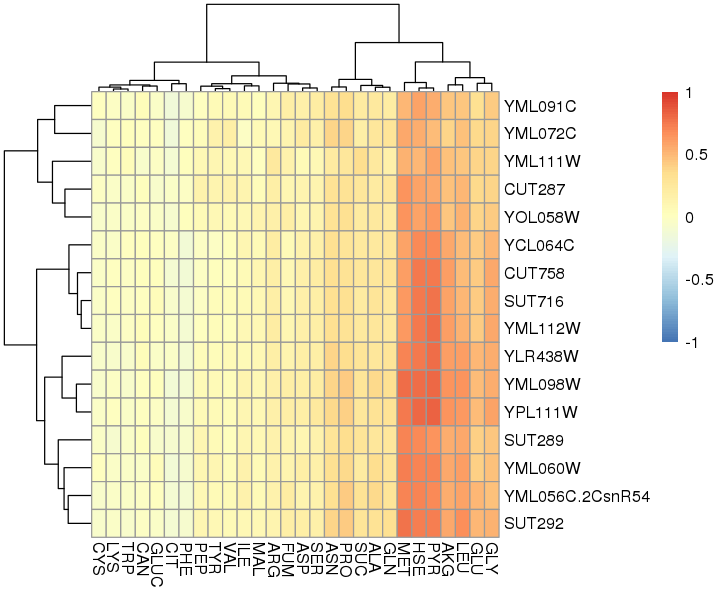 1
0.5
0
-0.5
-1
YML091C
YML072C
YML111W
CUT287
YOL058W
YCL064C
CUT758
SUT716
YML112W
YLR438W
YML098W
YPL111W
SUT289
YML060W
YML056C.2CsnR54
SUT292
CYS
LYS
TRP
CAN
GLUC
CIT
PHE
PEP
TYR
VAL
ILE
MAL
ARG
FUM
ASP
SER
ASN
PRO
SUC
ALA
GLN
MET
HSE
PYR
AKG
LEU
GLU
GLY